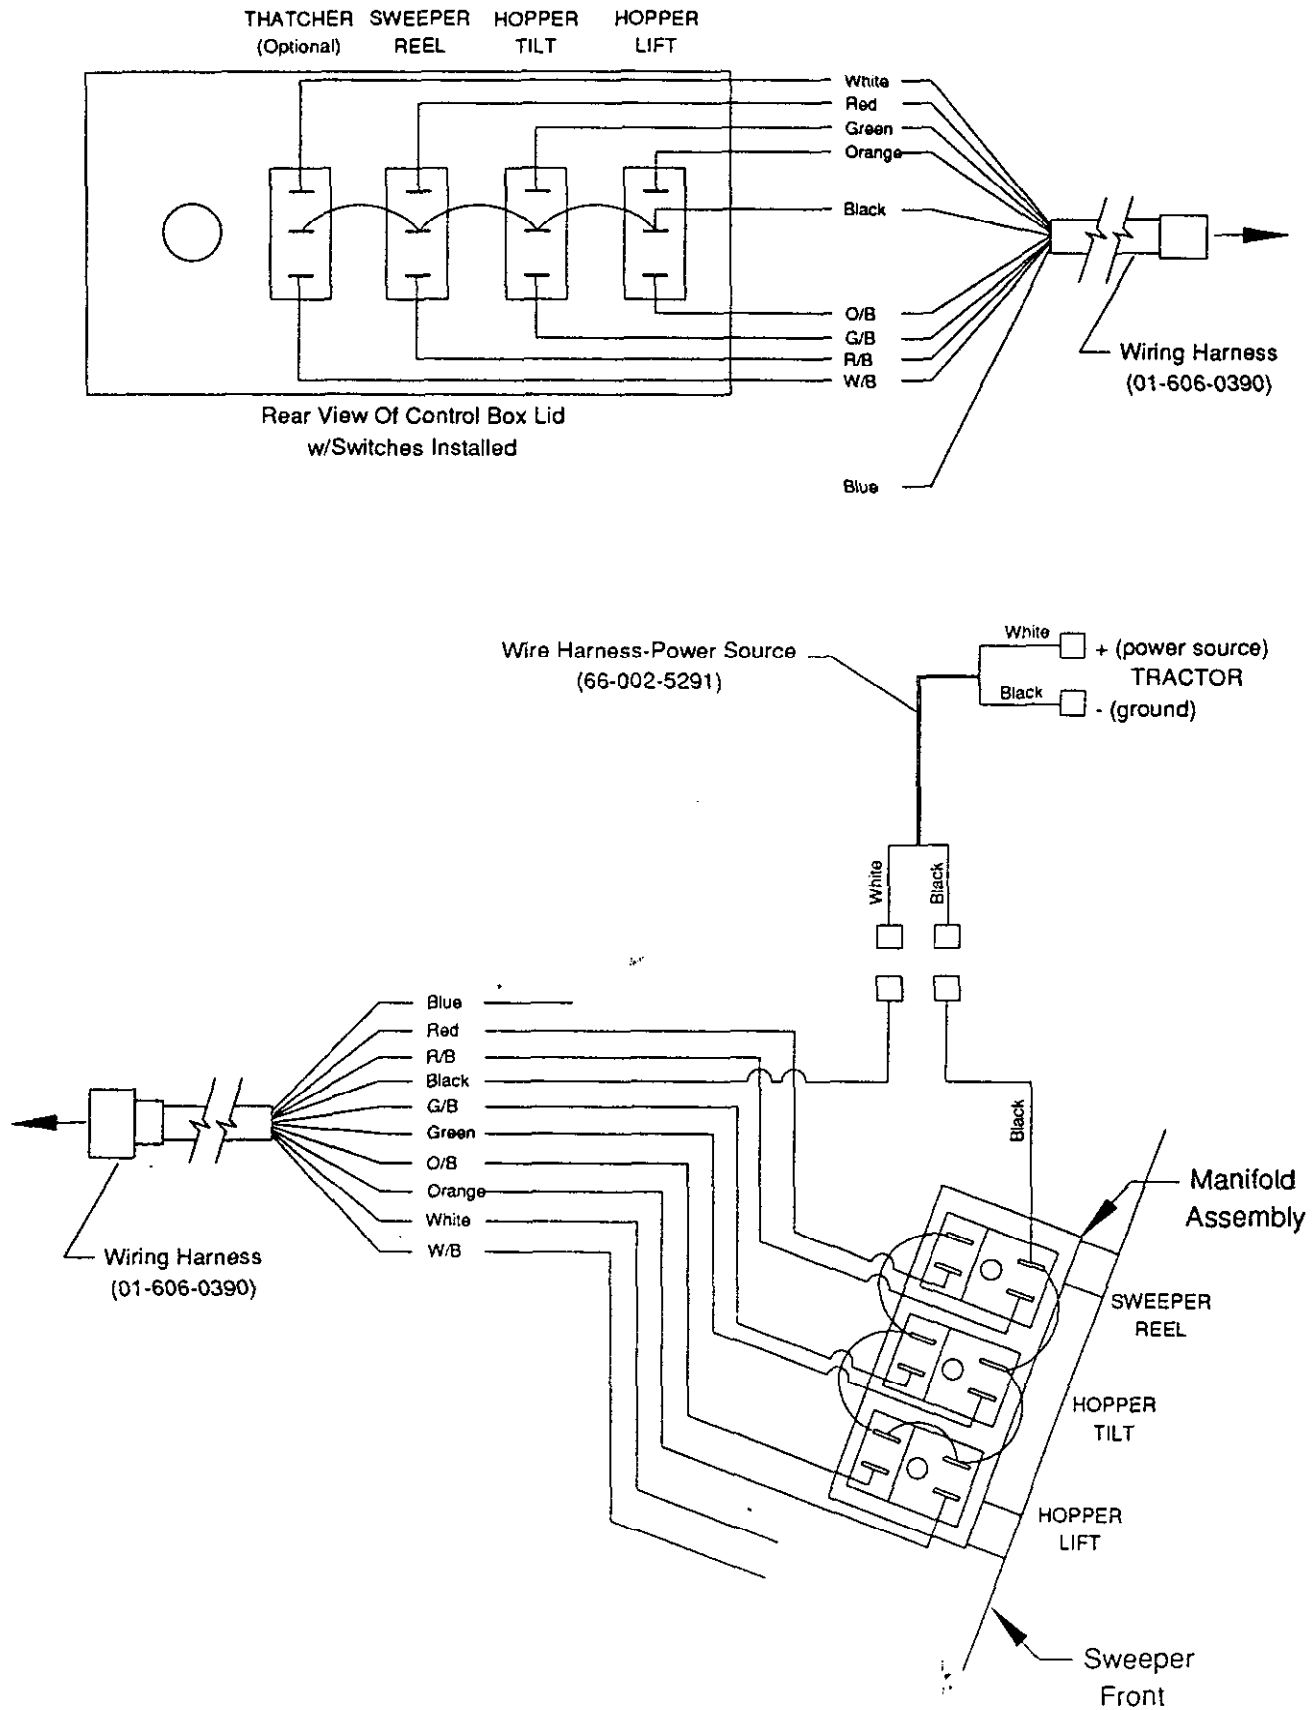 THATCHER SWEEPER HOPPER HOPPER
(Optional) REEL TILT LIFT
White
Red
Green
Orange
Black
O/B
G/B
R/B
W/B
Blue
Wiring Harness
(01-606-0390)
Rear View Of Control Box Lid
w/Switches Installed
Wire Harness-Power Source
(66-002-5291)
White
+ (power source)
TRACTOR
Black
- (ground)
White
Black
Blue
Red
R/B
Black
G/B
Green
O/B
Orange
White
W/B
Wiring Harness
(01-606-0390)
Black
Manifold
Assembly
SWEEPER
REEL
HOPPER
TILT
HOPPER
LIFT
Sweeper
Front